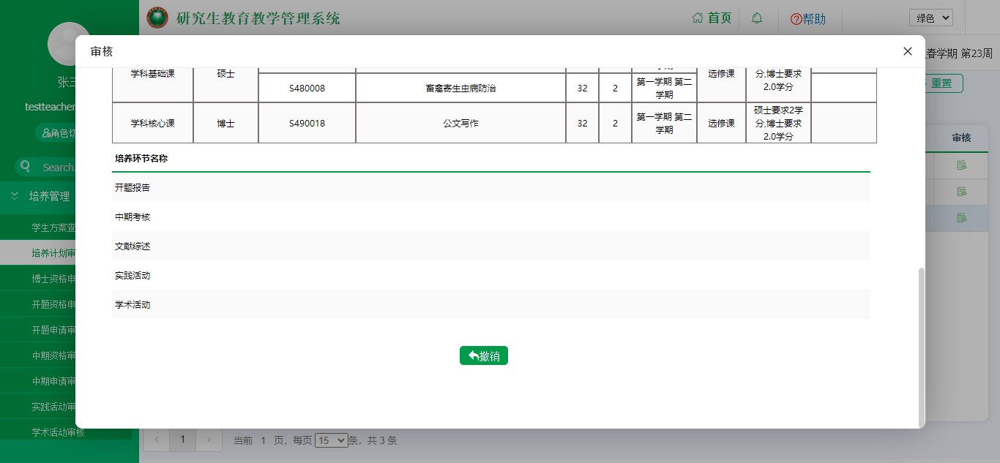 研究生教育教学管理系统
首页
帮助
绿色
春学期 第23周
张三
testteacher
角色切
Search.
培养管理
学生方案查
培养计划审
博士资格审
开题资格审
开题申请审
中期资格审
中期申请审
实践活动审
学术活动审核
重置
审核
审核
学科基础课 硕士 选修课 分,博士要求
2.0学分
S480008 畜禽寄生虫病防治 32 2 第一学期 第二
学期
学科核心课 博士 S490018 公文写作 32 2 第一学期 第二
学期 选修课 硕士要求2学
分,博士要求
2.0学分
培养环节名称
开题报告
中期考核
文献综述
实践活动
学术活动
撤销
1 当前 1 页, 每页 15 条, 共 3 条